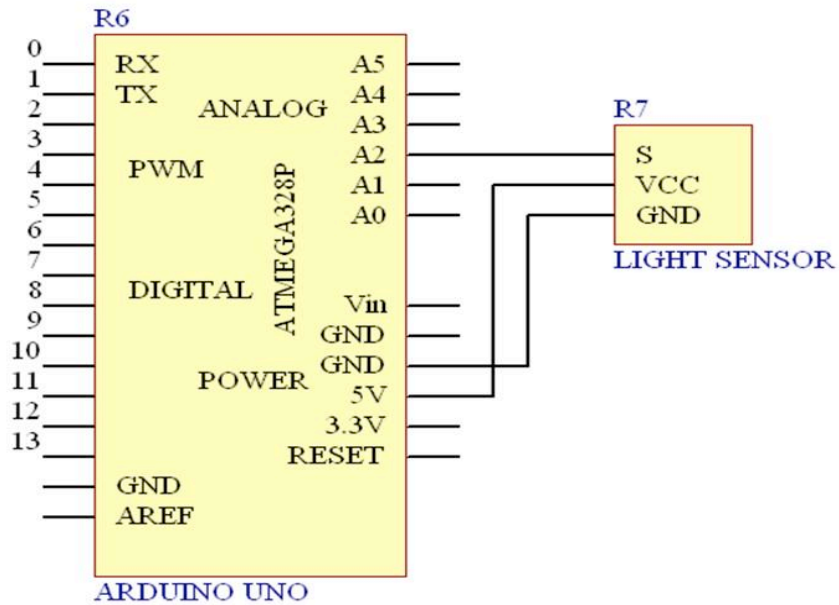 R6
0
1
2
3
4
5
6
7
8
9
10
11
12
13
RX
TX
PWM
DIGITAL
GND
AREF
ANALOG
ATMEGA328P
POWER
A5
A4
A3
A2
A1
A0
Vin
GND
GND
5V
3.3V
RESET
ARDUINO UNO
R7
S
VCC
GND
LIGHT SENSOR